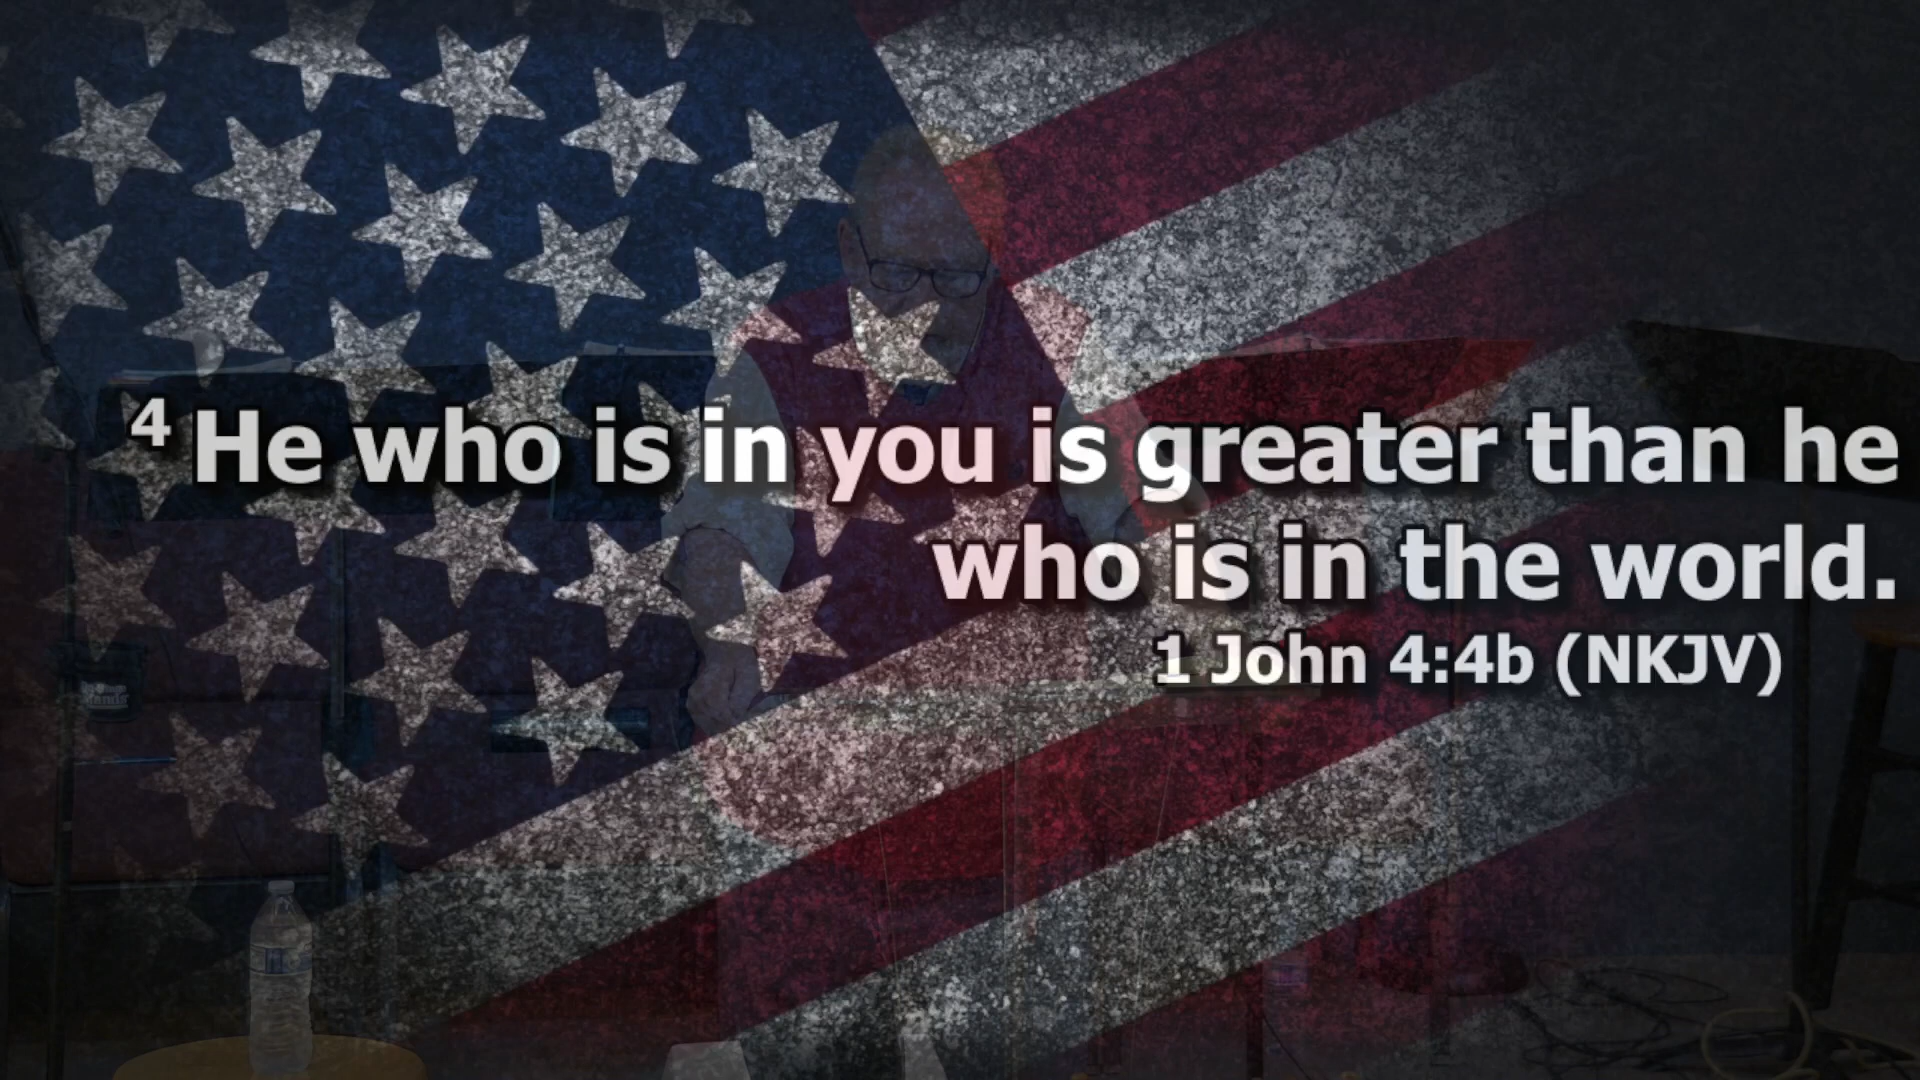 4 He who is in you is greater than he
who is in the world.
1 John 4:4b (NKJV)